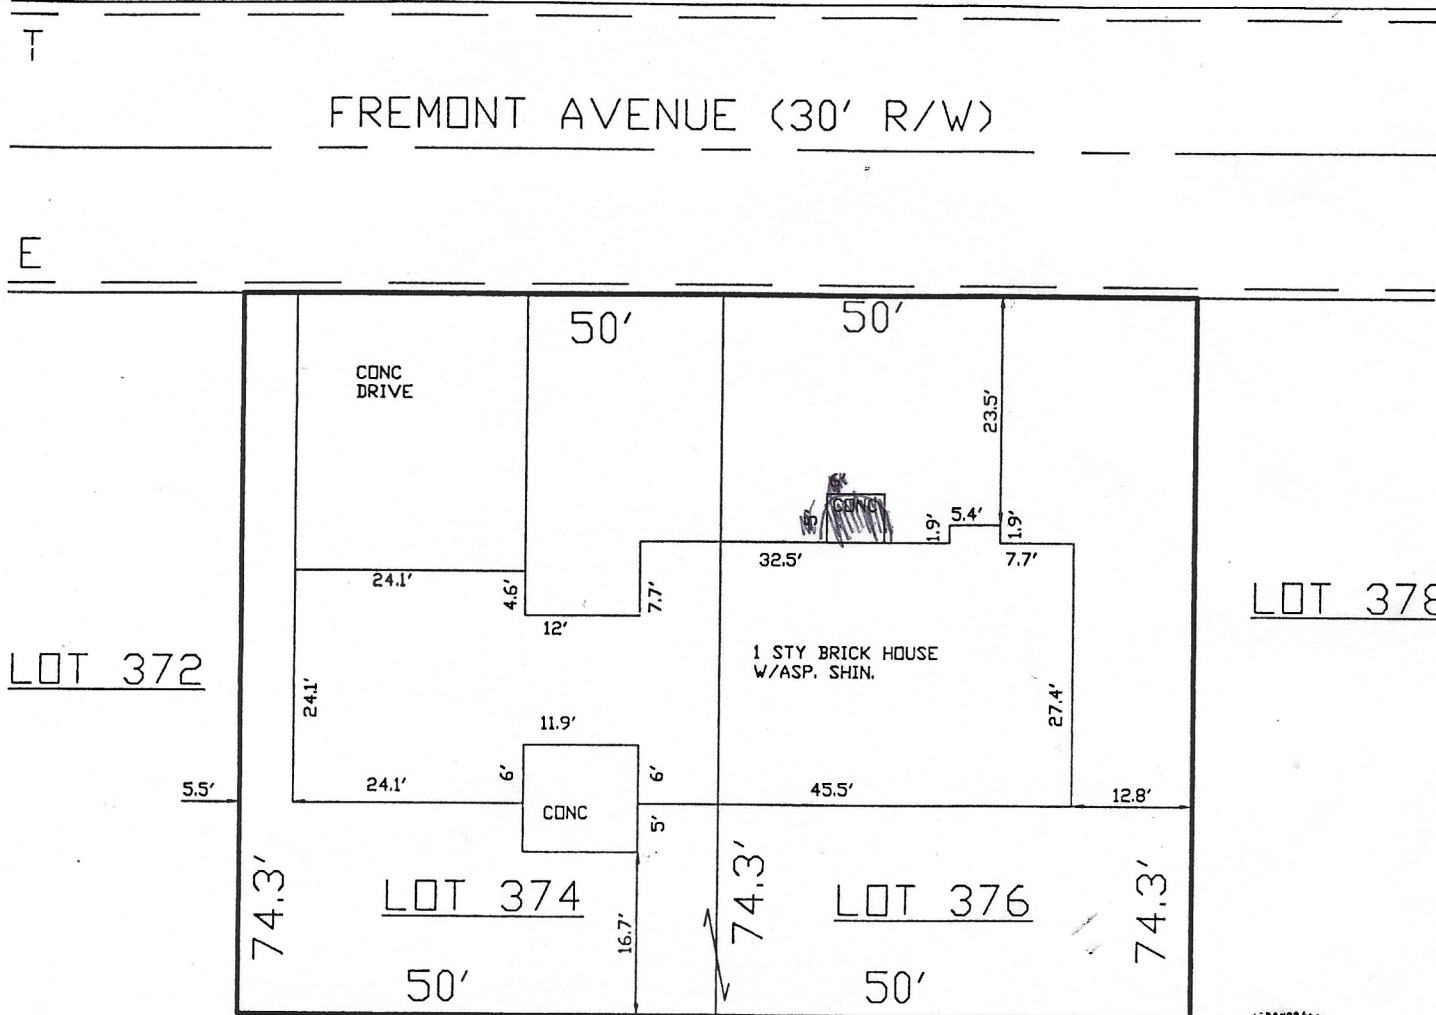 T
FREMONT AVENUE (30' R/W)
E
50'
50'
CONC
DRIVE
23.5'
CONC
5'
1.9'
5.4'
1.9'
32.5'
7.7'
24.1'
4.6'
7.7'
12'
LOT 378
1 STY BRICK HOUSE
W/ASP. SHIN.
LOT 372
24.1'
27.4'
11.9'
6'
6'
5.5'
24.1'
45.5'
12.8'
CONC
5'
74.3'
LOT 374
74.3'
LOT 376
74.3'
16.7'
50'
50'